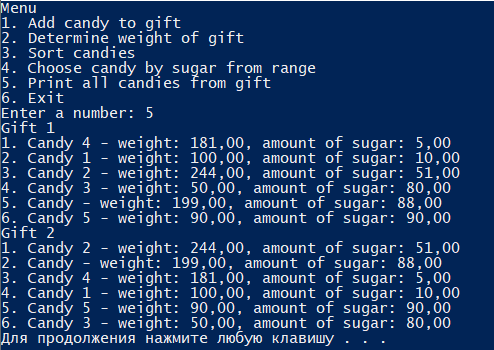 Menu
1. Add candy to gift
2. Determine weight of gift
3. Sort candies
4. Choose candy by sugar from range
5. Print all candies from gift
6. Exit
Enter a number: 5
Gift 1
1. Candy 4 - weight: 181,00, amount of sugar: 5,00
2. Candy 1 - weight: 100,00, amount of sugar: 10,00
3. Candy 2 - weight: 244,00, amount of sugar: 51,00
4. Candy 3 - weight: 50,00, amount of sugar: 80,00
5. Candy - weight: 199,00, amount of sugar: 88,00
6. Candy 5 - weight: 90,00, amount of sugar: 90,00
Gift 2
1. Candy 2 - weight: 244,00, amount of sugar: 51,00
2. Candy - weight: 199,00, amount of sugar: 88,00
3. Candy 4 - weight: 181,00, amount of sugar: 5,00
4. Candy 1 - weight: 100,00, amount of sugar: 10,00
5. Candy 5 - weight: 90,00, amount of sugar: 90,00
6. Candy 3 - weight: 50,00, amount of sugar: 80,00
Для продолжения нажмите любую клавишу . . .